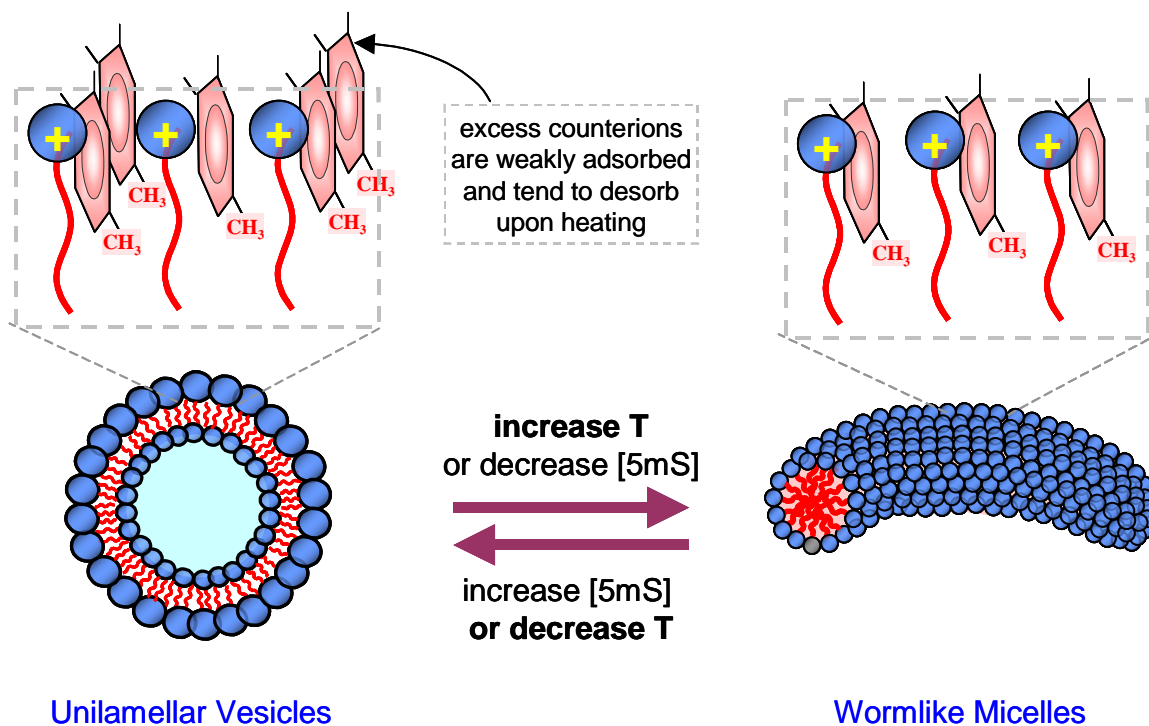 +
+
+
CH3
CH3
CH3
CH3
CH3
excess counterions
are weakly adsorbed
and tend to desorb
upon heating
+
+
+
CH3
CH3
CH3
increase T
or decrease [5mS]
increase [5mS]
or decrease T
Unilamellar Vesicles
Wormlike Micelles